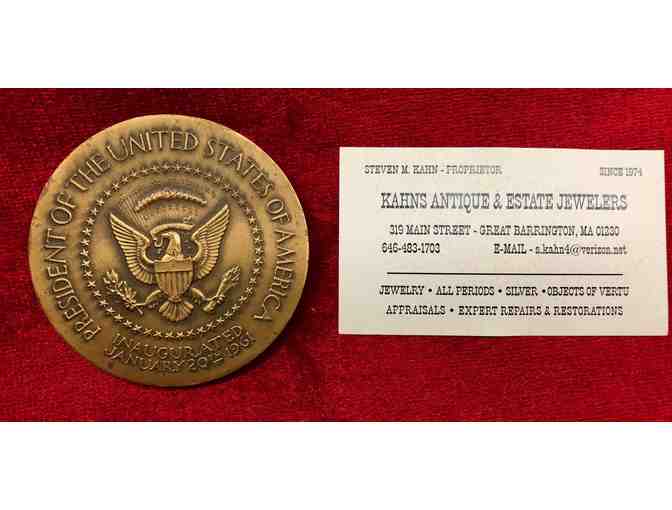 PRESIDENT OF THE UNITED STATES OF AMERICA
INAUGURATED
JANUARY 20TH 1961
STEVEN M. KAHN - PROPRIETOR SINCE 1974
KAHNS ANTIQUE & ESTATE JEWELERS
319 MAIN STREET - GREAT BARRINGTON, MA 01230
646-483-1703 E-MAIL - s.kahn4@verizon.net
JEWELRY • ALL PERIODS • SILVER • OBJECTS OF VERTU
APPRAISALS • EXPERT REPAIRS & RESTORATIONS